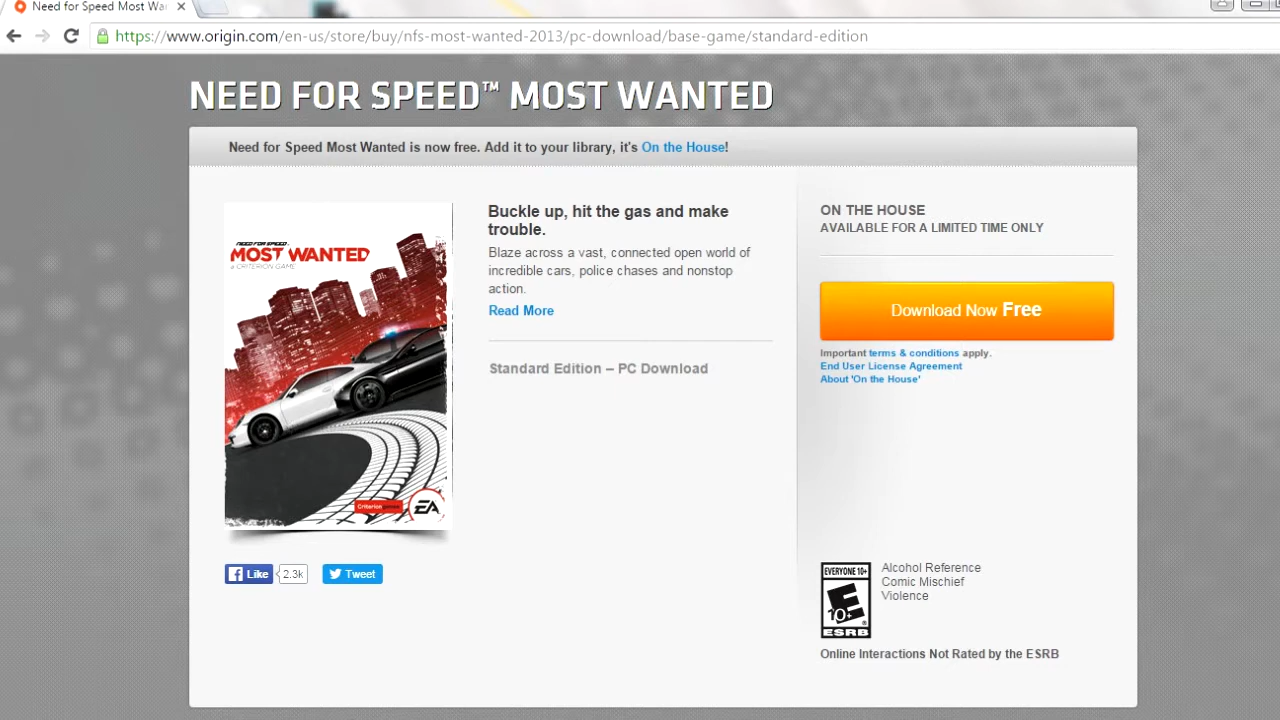 Need for Speed Most Wa
https://www.origin.com/en-us/store/buy/nfs-most-wanted-2013/pc-download/base-game/standard-edition
NEED FOR SPEED™ MOST WANTED
Need for Speed Most Wanted is now free. Add it to your library, it's On the House!
NEED FOR SPEED
MOST WANTED
A CRITERION GAME
Criteriongames
EA
Like
2.3k
Tweet
Buckle up, hit the gas and make
trouble.
Blaze across a vast, connected open world of
incredible cars, police chases and nonstop
action.
Read More
Standard Edition – PC Download
ON THE HOUSE
AVAILABLE FOR A LIMITED TIME ONLY
Download Now Free
Important terms & conditions apply.
End User License Agreement
About 'On the House'
EVERYONE 10+
E
10+
ESRB
Alcohol Reference
Comic Mischief
Violence
Online Interactions Not Rated by the ESRB